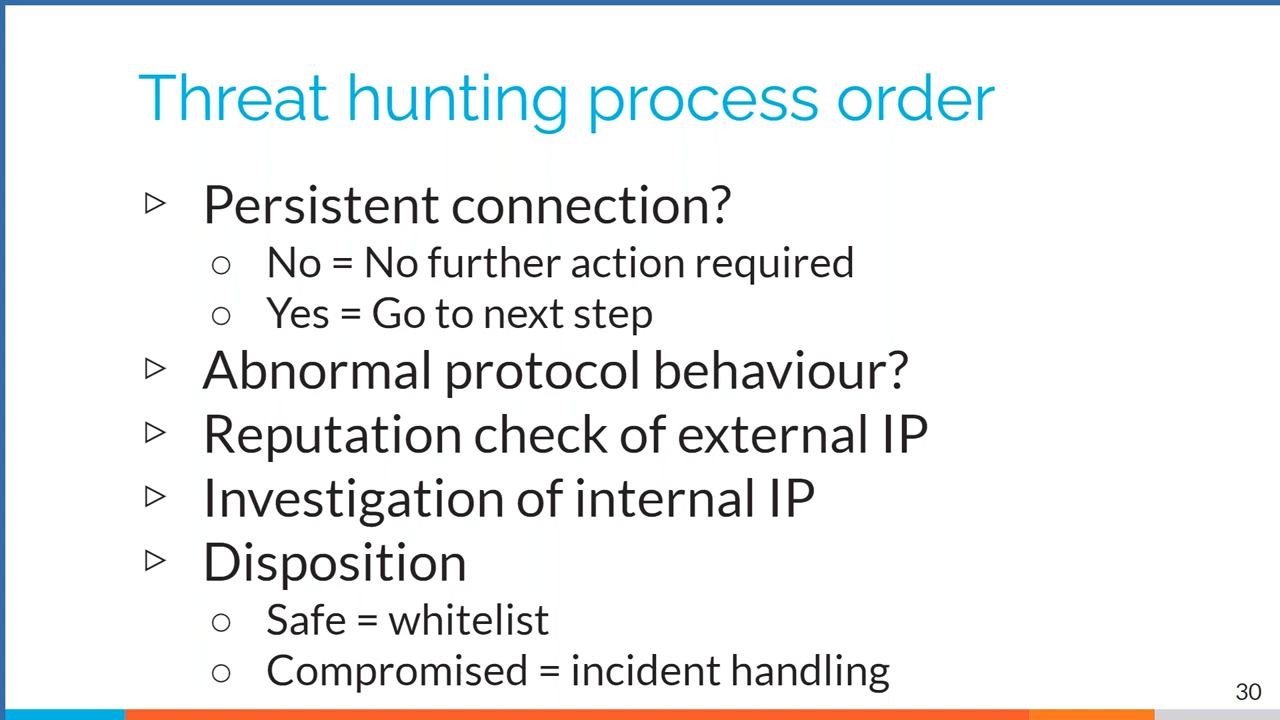 Threat hunting process order
▷ Persistent connection?
○ No = No further action required
○ Yes = Go to next step
▷ Abnormal protocol behaviour?
▷ Reputation check of external IP
▷ Investigation of internal IP
▷ Disposition
○ Safe = whitelist
○ Compromised = incident handling
30